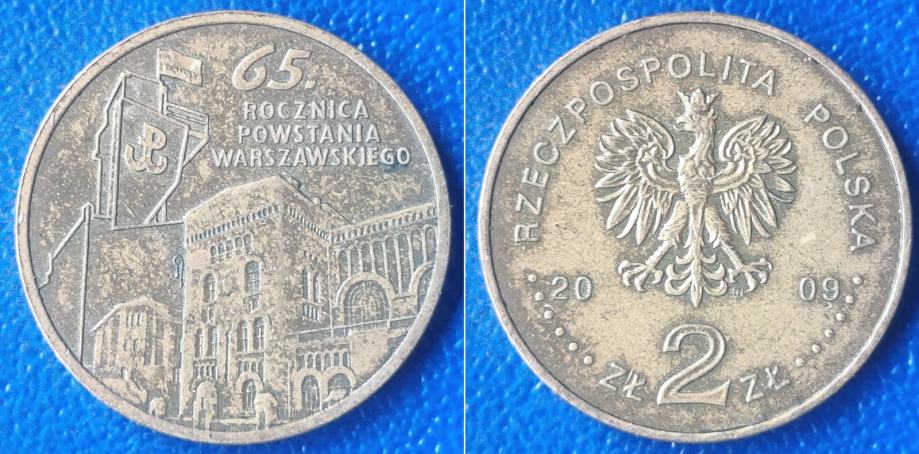 65.
ROCZNICA
POWSTANIA
WARSZAWSKIEGO
RZECZPOSPOLITA POLSKA
20 09
ZŁ 2 ZŁ